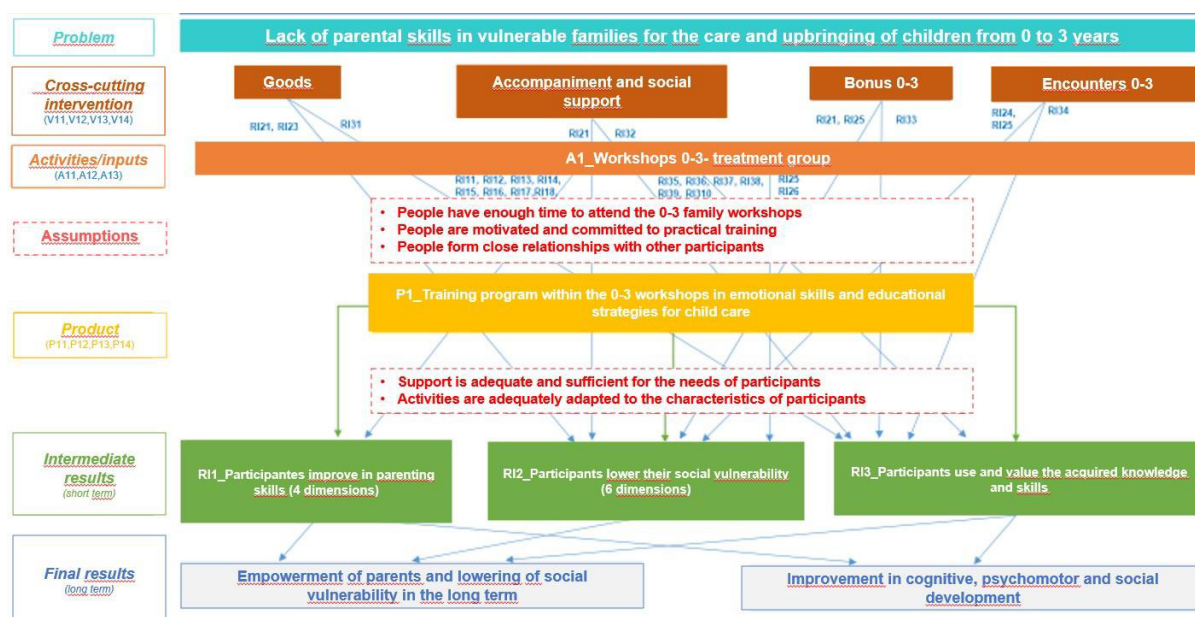 Problem
Lack of parental skills in vulnerable families for the care and upbringing of children from 0 to 3 years
Cross-cutting
intervention
(V11,V12,V13,V14)
Goods
Accompaniment and social
support
Bonus 0-3
Encounters 0-3
RI21, RI23
RI31
RI21
RI32
RI21, RI25
RI33
RI24,
RI25
RI34
Activities/inputs
(A11,A12,A13)
A1_Workshops 0-3- treatment group
RI11, RI12, RI13, RI14,
RI15, RI16, RI17,RI18,
RI35, RI36, RI37, RI38,
RI39, RI310
RI25
RI26
Assumptions
• People have enough time to attend the 0-3 family workshops
• People are motivated and committed to practical training
• People form close relationships with other participants
Product
(P11,P12,P13,P14)
P1_Training program within the 0-3 workshops in emotional skills and educational
strategies for child care
• Support is adequate and sufficient for the needs of participants
• Activities are adequately adapted to the characteristics of participants
Intermediate
results
(short term)
RI1_Participantes improve in parenting
skills (4 dimensions)
RI2_Participants lower their social vulnerability
(6 dimensions)
RI3_Participants use and value the acquired knowledge
and skills
Final results
(long term)
Empowerment of parents and lowering of social
vulnerability in the long term
Improvement in cognitive, psychomotor and social
development